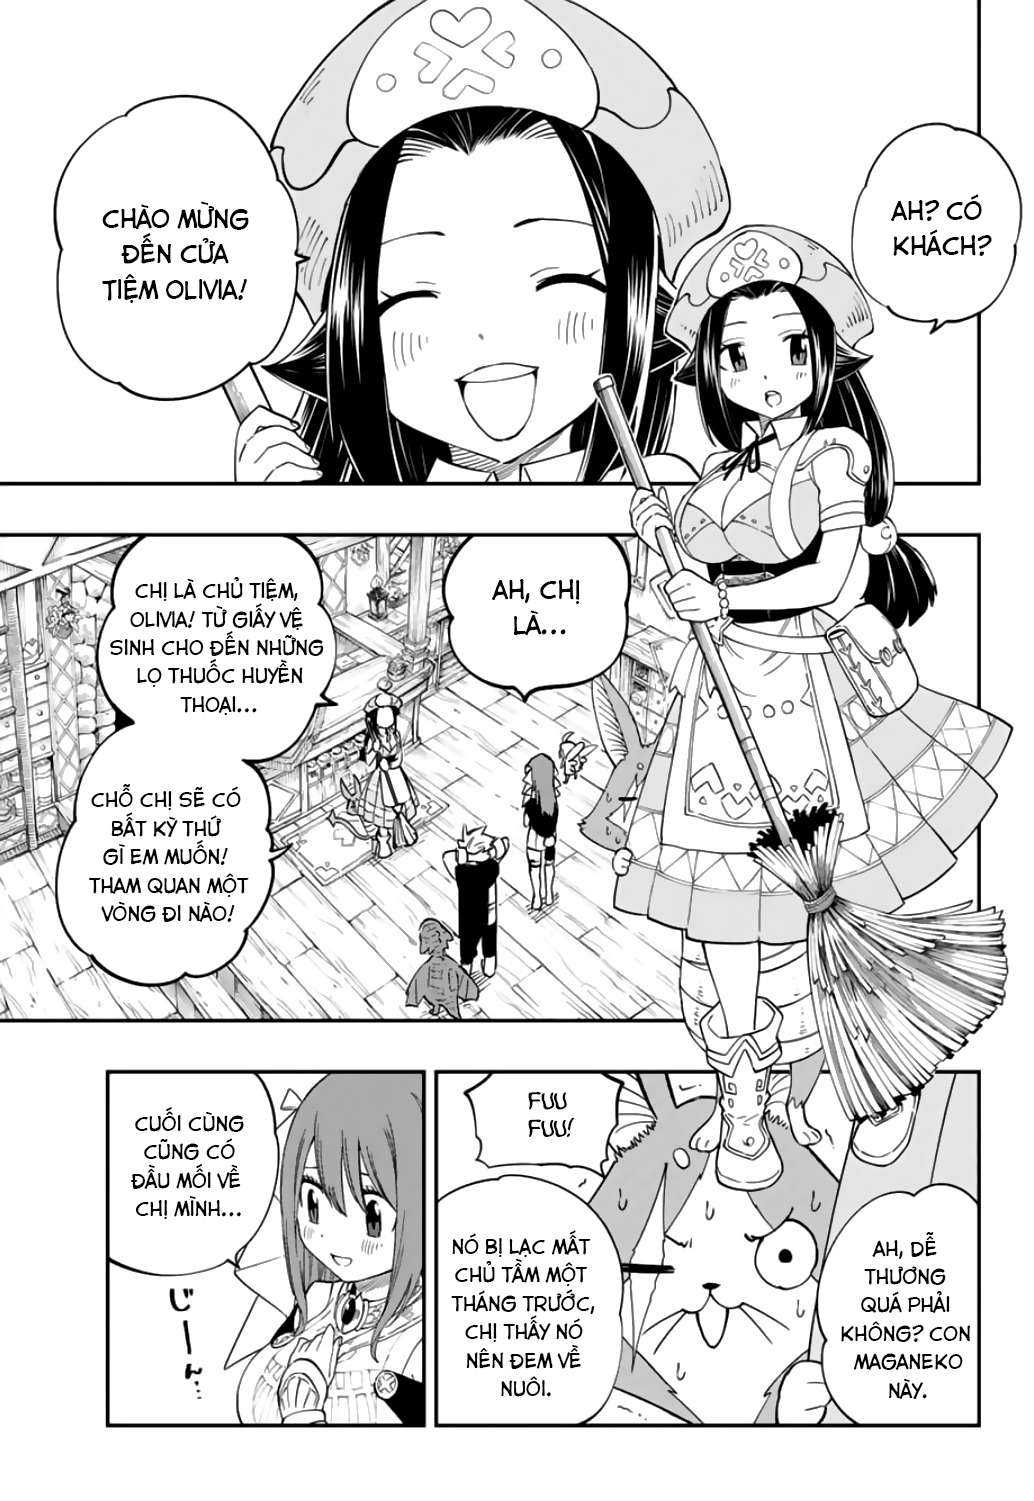 AH? CÓ
KHÁCH?
CHÀO MỪNG
ĐẾN CỬA
TIỆM OLIVIA!
AH, CHỊ
LÀ...
CHỊ LÀ CHỦ TIỆM,
OLIVIA! TỪ GIẤY VỆ
SINH CHO ĐẾN NHỮNG
LỌ THUỐC HUYỀN
THOẠI...
CHỖ CHỊ SẼ CÓ
BẤT KỲ THỨ
GÌ EM MUỐN!
THAM QUAN MỘT
VÒNG ĐI NÀO!
AH, DỄ
THƯƠNG
QUÁ PHẢI
KHÔNG? CON
MAGANEKO
NÀY.
FUU
FUU!
NÓ BỊ LẠC MẤT
CHỦ TẦM MỘT
THÁNG TRƯỚC,
CHỊ THẤY NÓ
NÊN ĐEM VỀ
NUÔI.
CUỐI CÙNG
CŨNG CÓ
ĐẦU MỐI VỀ
CHỊ MÌNH...
じーん…